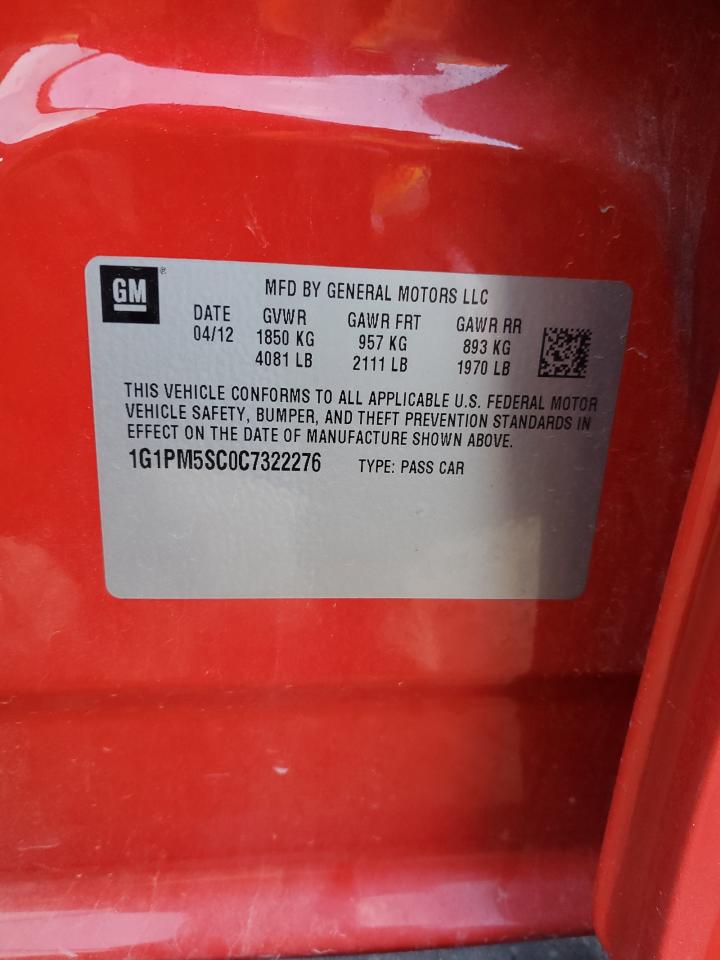 GM ®
MFD BY GENERAL MOTORS LLC
DATE GVWR GAWR FRT GAWR RR
04/12 1850 KG 957 KG 893 KG
4081 LB 2111 LB 1970 LB
THIS VEHICLE CONFORMS TO ALL APPLICABLE U.S. FEDERAL MOTOR
VEHICLE SAFETY, BUMPER, AND THEFT PREVENTION STANDARDS IN
EFFECT ON THE DATE OF MANUFACTURE SHOWN ABOVE.
1G1PM5SC0C7322276 TYPE: PASS CAR